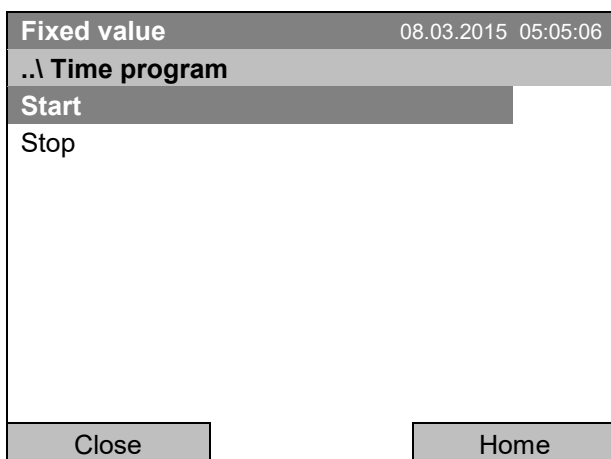 Fixed value 08.03.2015 05:05:06
..\ Time program
Start
Stop
Close Home